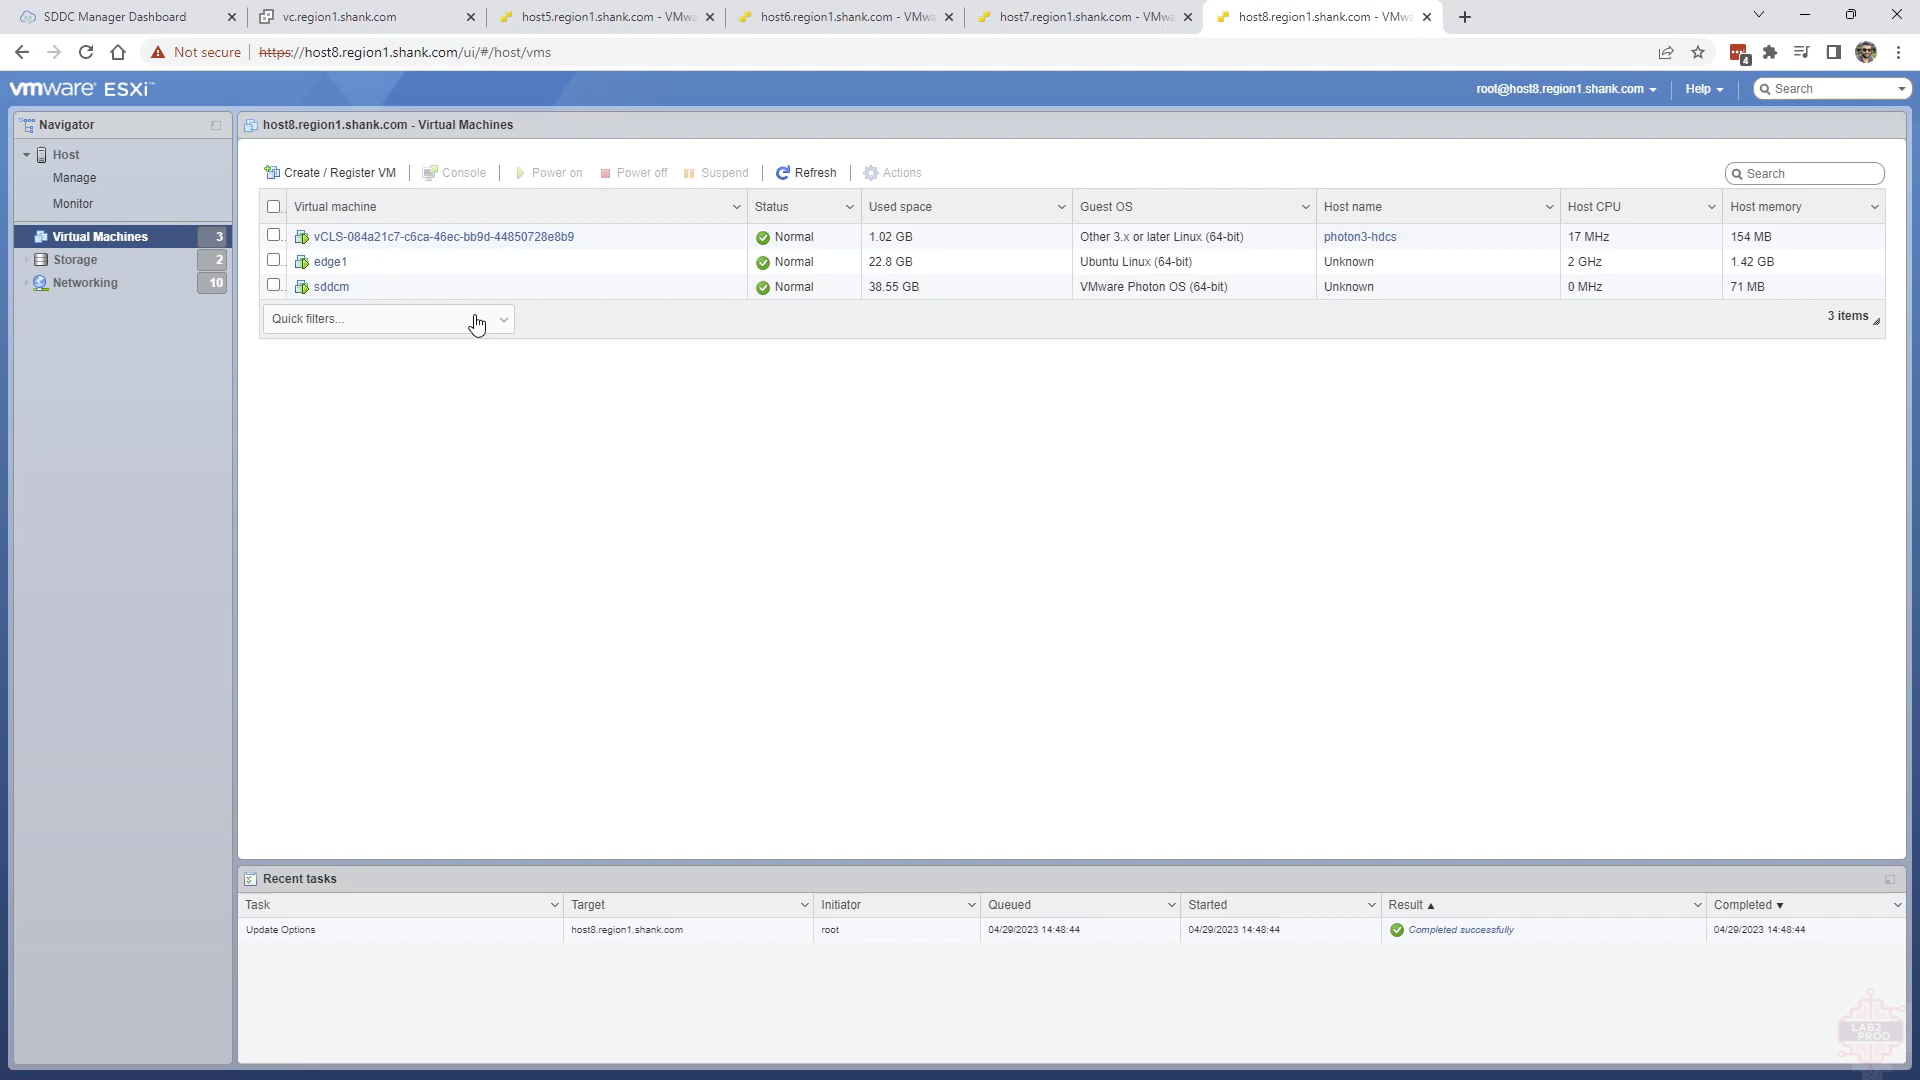 SDDC Manager Dashboard
vc.region1.shank.com
host5.region1.shank.com - VMwa
host6.region1.shank.com - VMwa
host7.region1.shank.com - VMwa
host8.region1.shank.com - VMwa
Not secure
https://host8.region1.shank.com/ui/#/host/vms
4
vmware ESXi™
root@host8.region1.shank.com
Help
Search
Navigator
Host
Manage
Monitor
Virtual Machines 3
Storage 2
Networking 10
host8.region1.shank.com - Virtual Machines
Create / Register VM
Console
Power on
Power off
Suspend
Refresh
Actions
Search
Virtual machine Status Used space Guest OS Host name Host CPU Host memory
vCLS-084a21c7-c6ca-46ec-bb9d-44850728e8b9 Normal 1.02 GB Other 3.x or later Linux (64-bit) photon3-hdcs 17 MHz 154 MB
edge1 Normal 22.8 GB Ubuntu Linux (64-bit) Unknown 2 GHz 1.42 GB
sddcm Normal 38.55 GB VMware Photon OS (64-bit) Unknown 0 MHz 71 MB
Quick filters...
3 items
Recent tasks
Task Target Initiator Queued Started Result Completed
Update Options host8.region1.shank.com root 04/29/2023 14:48:44 04/29/2023 14:48:44 Completed successfully 04/29/2023 14:48:44
LAB2
PROD